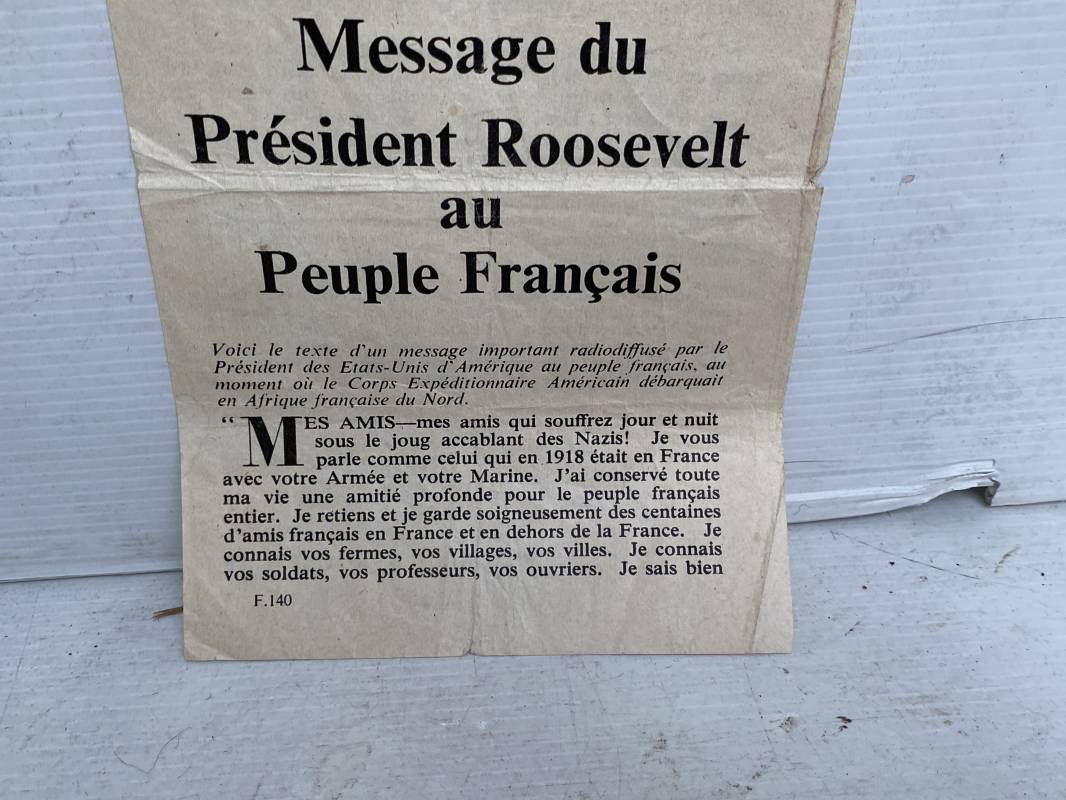 Message du
Président Roosevelt
au
Peuple Français
Voici le texte d'un message important radiodiffusé par le
Président des Etats-Unis d'Amérique au peuple français, au
moment où le Corps Expéditionnaire Américain débarquait
en Afrique française du Nord.
“MES AMIS—mes amis qui souffrez jour et nuit
sous le joug accablant des Nazis! Je vous
parle comme celui qui en 1918 était en France
avec votre Armée et votre Marine. J'ai conservé toute
ma vie une amitié profonde pour le peuple français
entier. Je retiens et je garde soigneusement des centaines
d'amis français en France et en dehors de la France. Je
connais vos fermes, vos villages, vos villes. Je connais
vos soldats, vos professeurs, vos ouvriers. Je sais bien
F.140